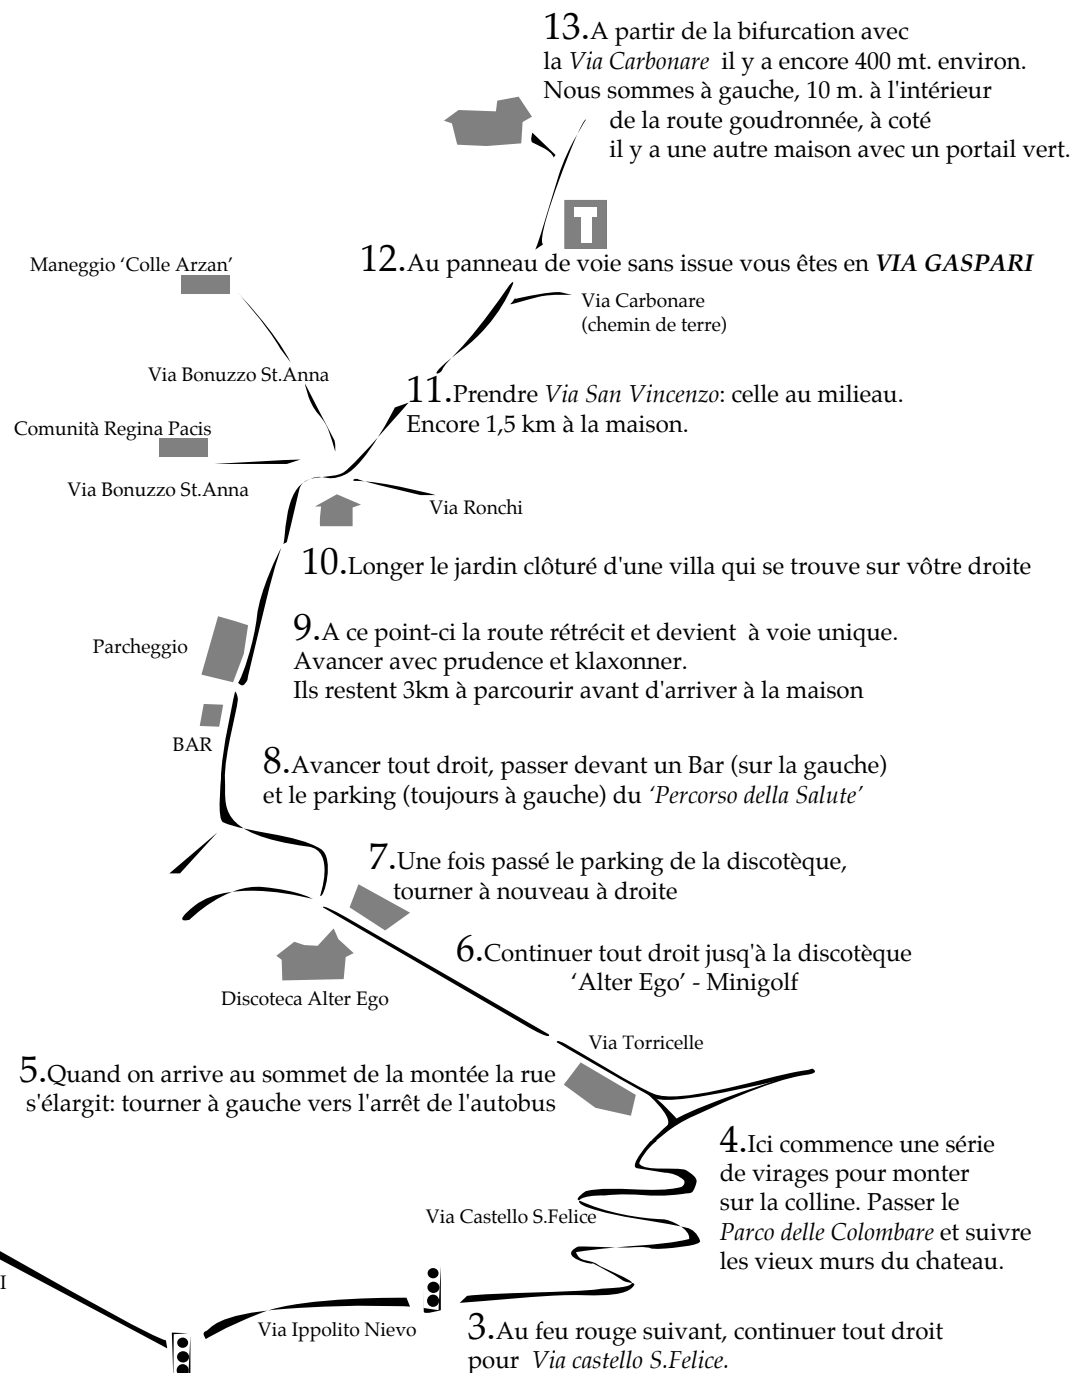 13.A partir de la bifurcation avec
la Via Carbonare il y a encore 400 mt. environ.
Nous sommes à gauche, 10 m. à l'intérieur
de la route goudronnée, à coté
il y a une autre maison avec un portail vert.
T
Maneggio ‘Colle Arzan’
12.Au panneau de voie sans issue vous êtes en VIA GASPARI
Via Carbonare
(chemin de terre)
Via Bonuzzo St.Anna
11.Prendre Via San Vincenzo: celle au milieau.
Encore 1,5 km à la maison.
Comunità Regina Pacis
Via Bonuzzo St.Anna
Via Ronchi
10.Longer le jardin clôturé d'une villa qui se trouve sur vôtre droite
Parcheggio
9.A ce point-ci la route rétrécit et devient à voie unique.
Avancer avec prudence et klaxonner.
Ils restent 3km à parcourir avant d'arriver à la maison
BAR
8.Avancer tout droit, passer devant un Bar (sur la gauche)
et le parking (toujours à gauche) du ‘Percorso della Salute’
7.Une fois passé le parking de la discotèque,
tourner à nouveau à droite
6.Continuer tout droit jusq'à la discotèque
‘Alter Ego’ - Minigolf
Discoteca Alter Ego
Via Torricelle
5.Quand on arrive au sommet de la montée la rue
s'élargit: tourner à gauche vers l'arrêt de l'autobus
4.Ici commence une série
de virages pour monter
sur la colline. Passer le
Parco delle Colombare et suivre
les vieux murs du chateau.
Via Castello S.Felice
I
Via Ippolito Nievo
3.Au feu rouge suivant, continuer tout droit
pour Via castello S.Felice.